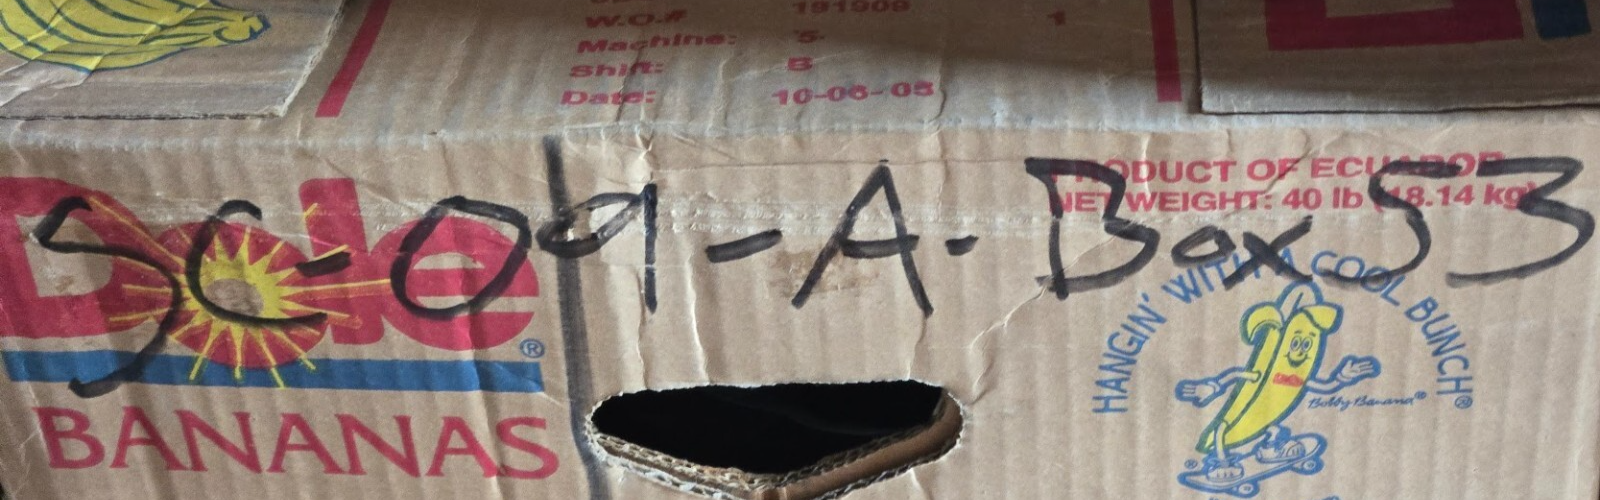 W.O.# 191909 1
Machine: 5
Shift: B
Date: 10-06-05
SC-09-A-Box 53
PRODUCT OF ECUADOR
NET WEIGHT: 40 lb (18.14 kg)
Dole®
BANANAS
HANGIN' WITH A COOL BUNCH®
Bobby Banana®